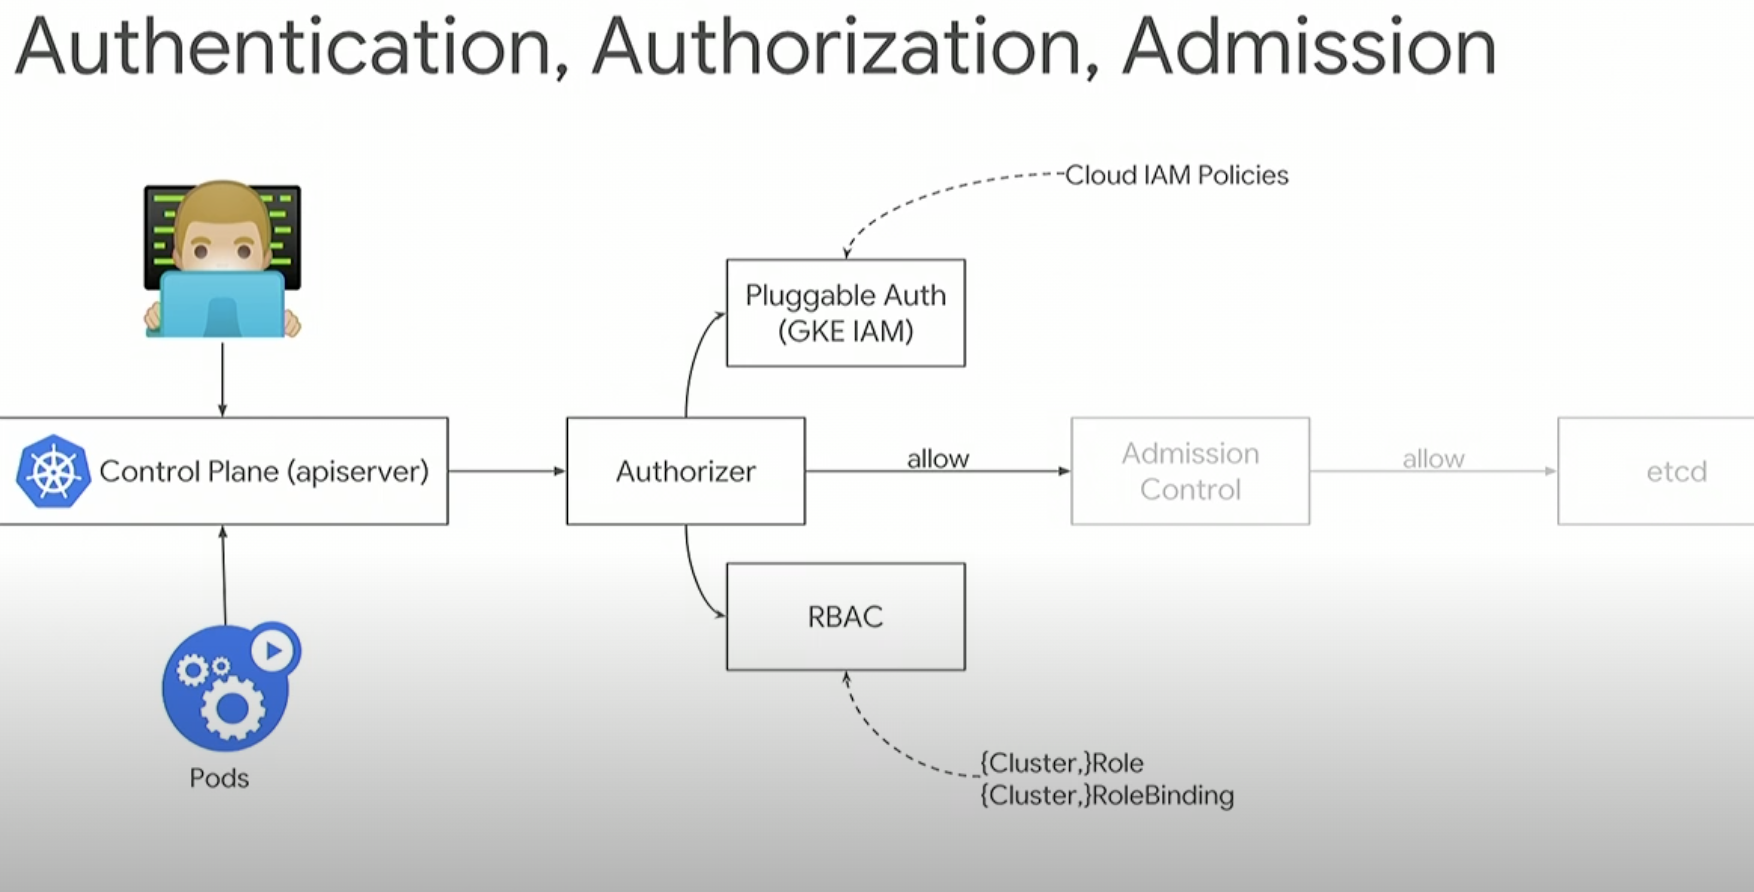 Authentication, Authorization, Admission
Cloud IAM Policies
Pluggable Auth
(GKE IAM)
Control Plane (apiserver)
Authorizer
allow
Admission
Control
allow
etcd
RBAC
Pods
{Cluster,}Role
{Cluster,}RoleBinding